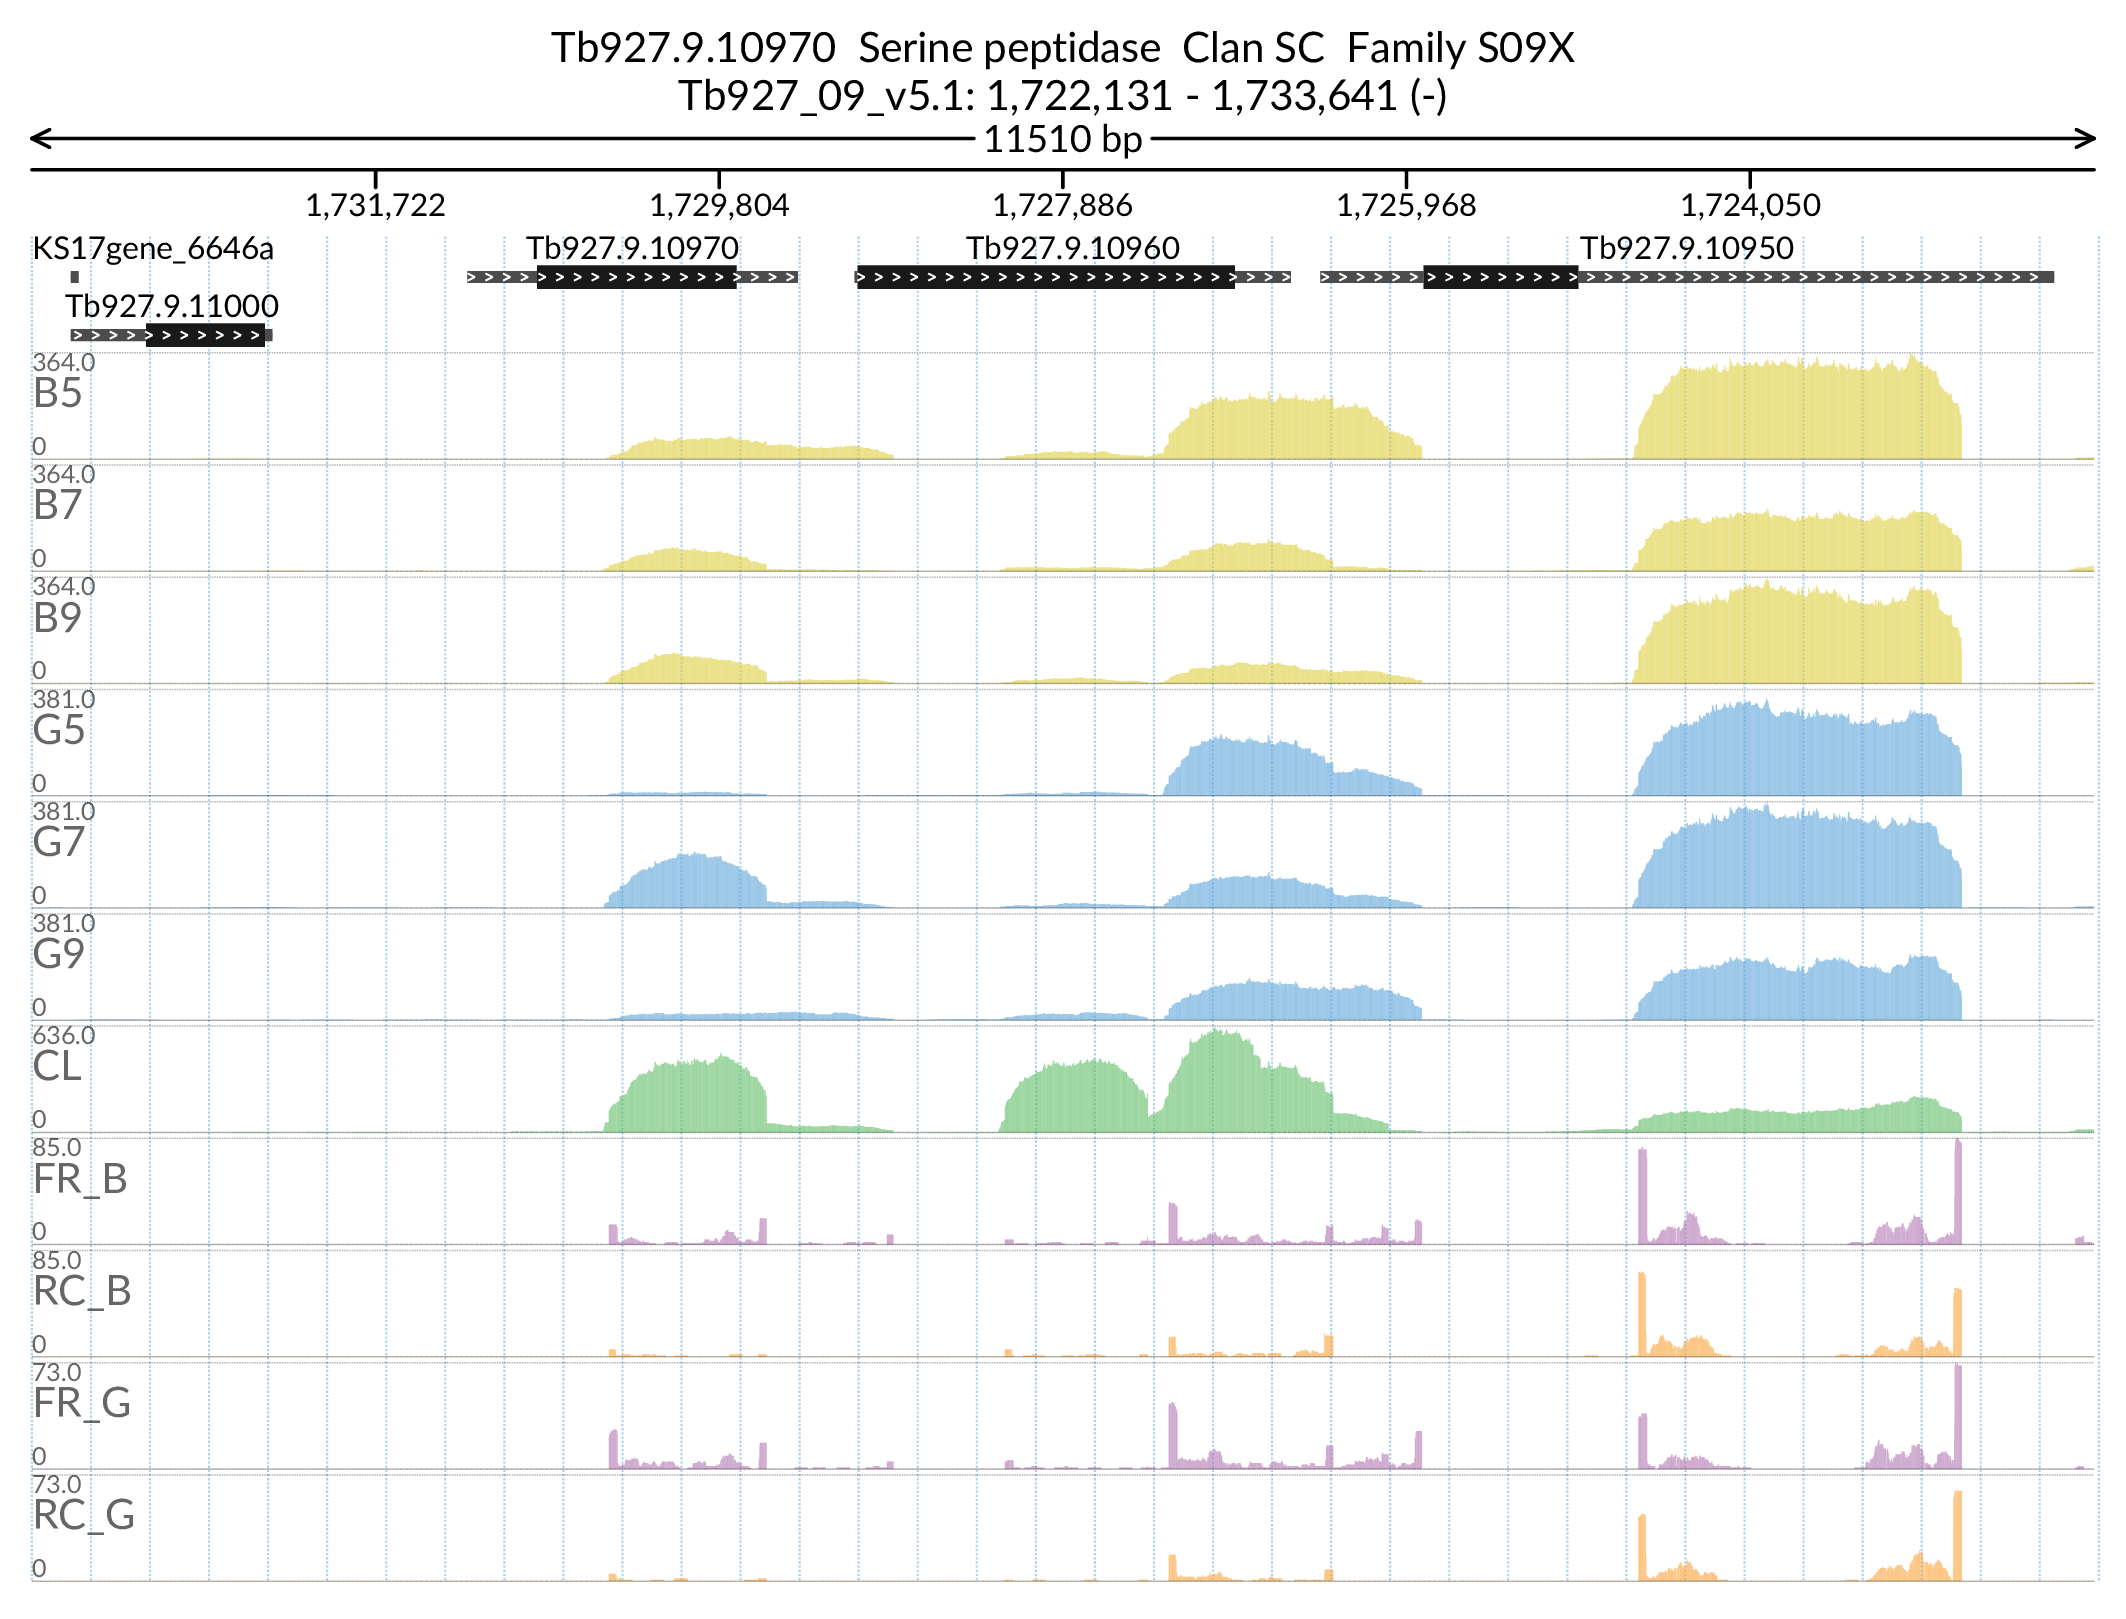 Tb927.9.10970 Serine peptidase Clan SC Family S09X
Tb927_09_v5.1: 1,722,131 - 1,733,641 (-)
11510 bp
1,731,722 1,729,804 1,727,886 1,725,968 1,724,050
KS17gene_6646a Tb927.9.10970 Tb927.9.10960 Tb927.9.10950
Tb927.9.11000
364.0
B5
0
364.0
B7
0
364.0
B9
0
381.0
G5
0
381.0
G7
0
381.0
G9
0
636.0
CL
0
85.0
FR_B
0
85.0
RC_B
0
73.0
FR_G
0
73.0
RC_G
0